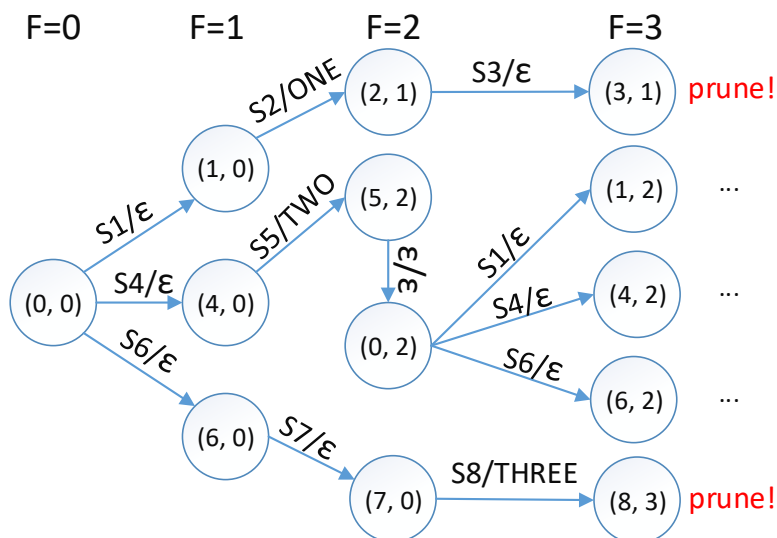 F=0 F=1 F=2 F=3
S2/ONE
S3/ε
(2, 1)
(3, 1)
prune!
(1, 0)
S1/ε
S5/TWO
(5, 2)
(1, 2)
...
S1/ε
ε/ε
(0, 0)
S4/ε
(4, 0)
S4/ε
(4, 2)
...
(0, 2)
S6/ε
S6/ε
(6, 2)
...
(6, 0)
S7/ε
S8/THREE
(7, 0)
(8, 3)
prune!